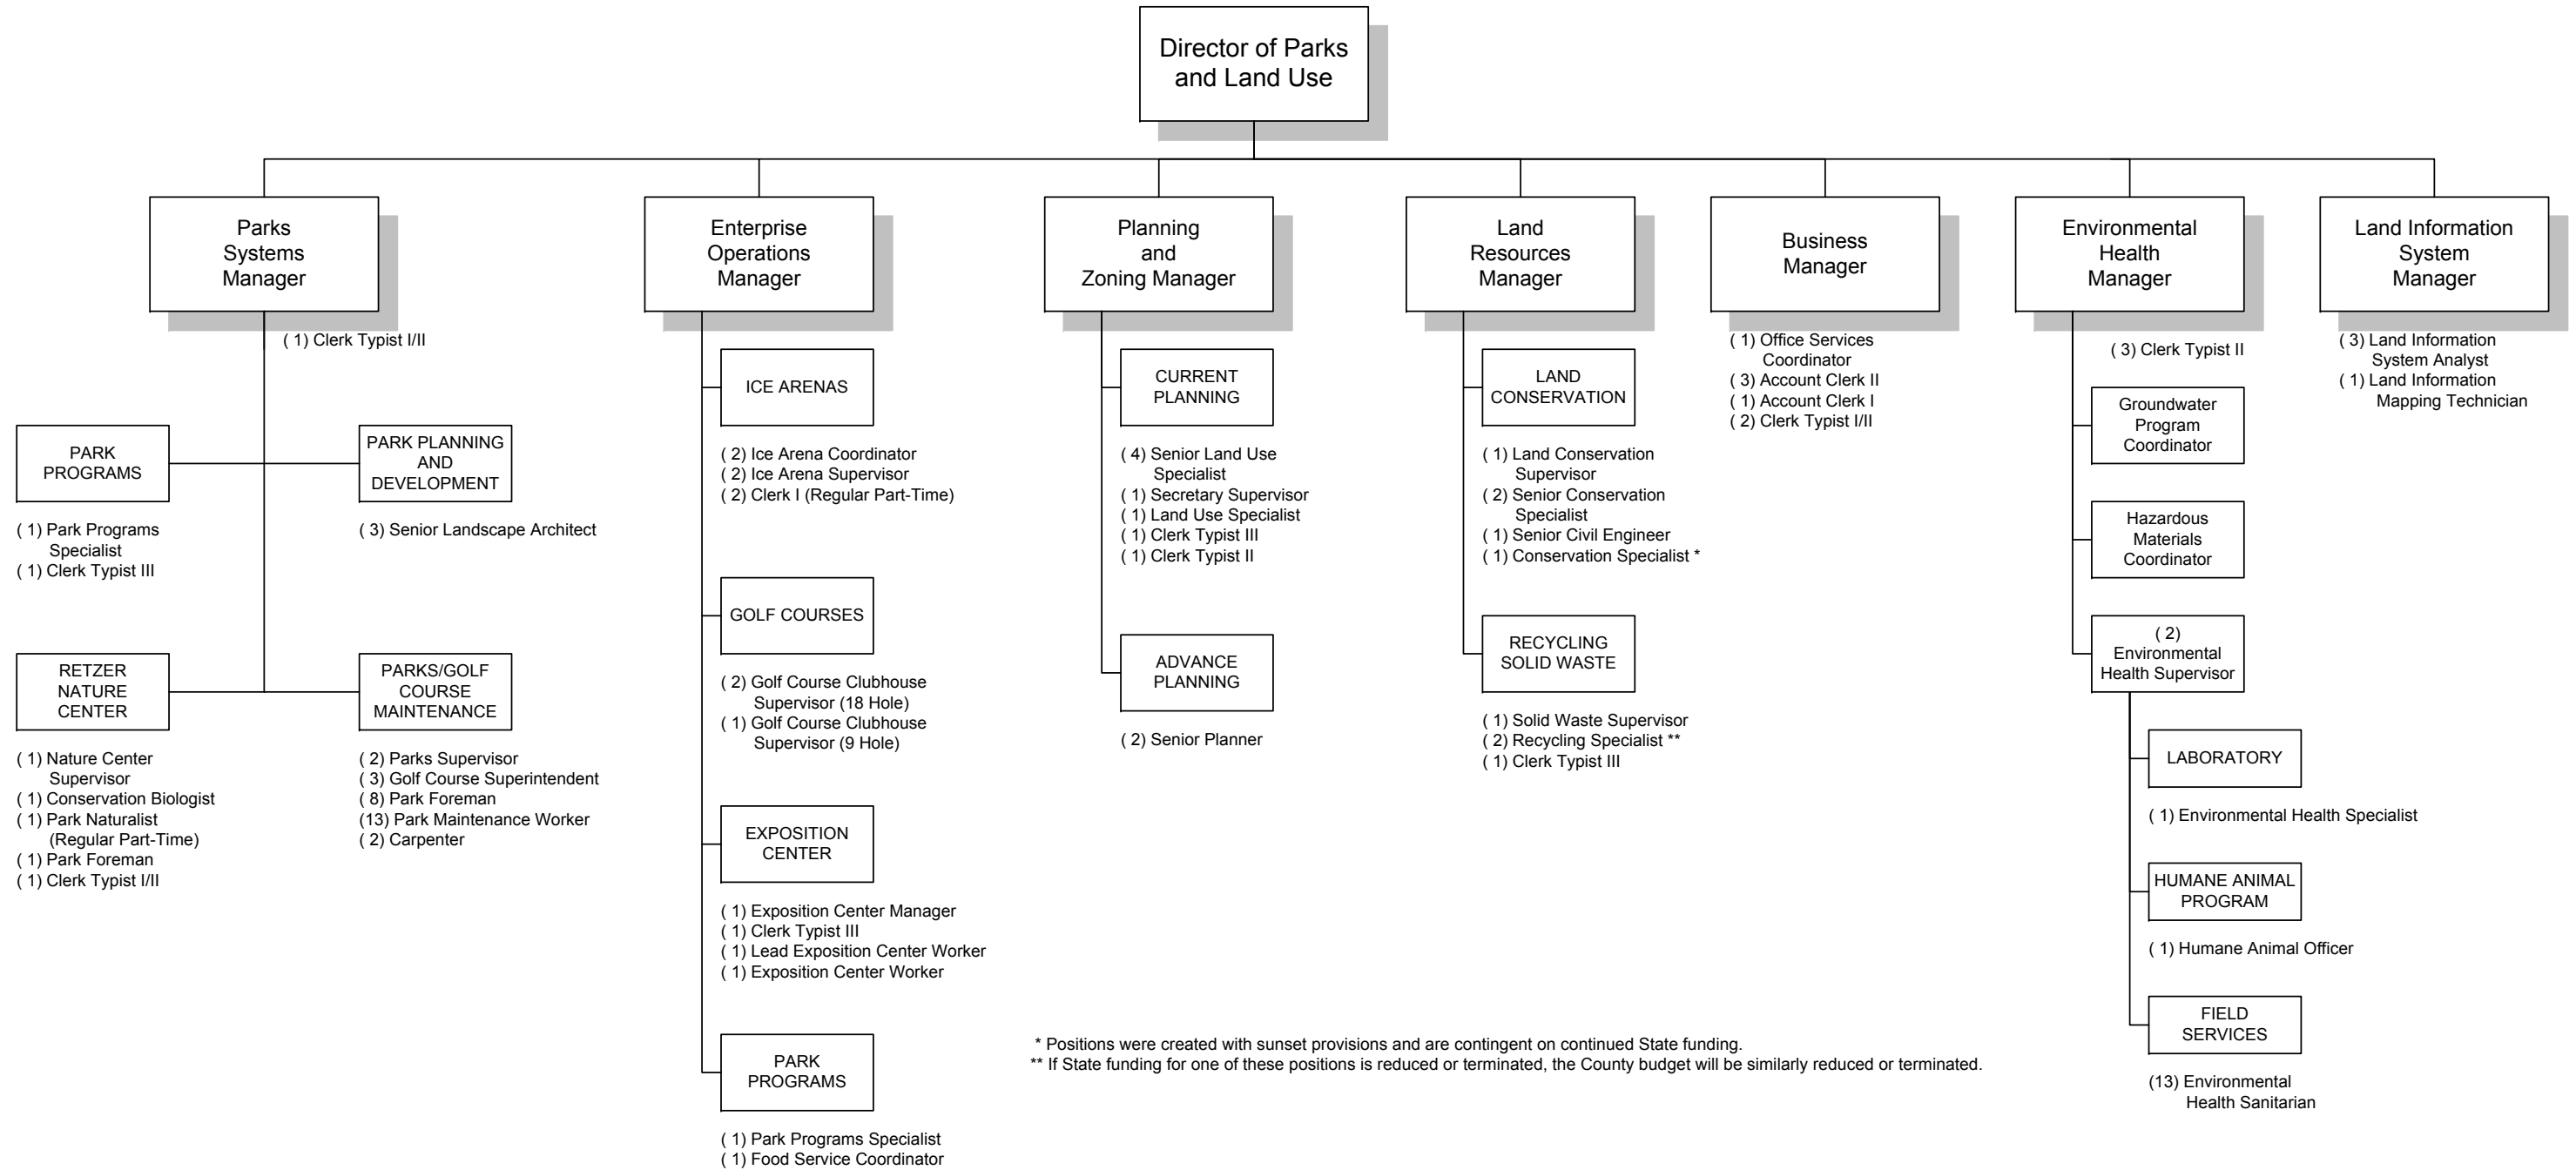 Director of Parks
and Land Use
Parks
Systems
Manager
( 1) Clerk Typist I/II
PARK
PROGRAMS
( 1) Park Programs
Specialist
( 1) Clerk Typist III
PARK PLANNING
AND
DEVELOPMENT
( 3) Senior Landscape Architect
RETZER
NATURE
CENTER
( 1) Nature Center
Supervisor
( 1) Conservation Biologist
( 1) Park Naturalist
(Regular Part-Time)
( 1) Park Foreman
( 1) Clerk Typist I/II
PARKS/GOLF
COURSE
MAINTENANCE
( 2) Parks Supervisor
( 3) Golf Course Superintendent
( 8) Park Foreman
(13) Park Maintenance Worker
( 2) Carpenter
Enterprise
Operations
Manager
ICE ARENAS
( 2) Ice Arena Coordinator
( 2) Ice Arena Supervisor
( 2) Clerk I (Regular Part-Time)
GOLF COURSES
( 2) Golf Course Clubhouse
Supervisor (18 Hole)
( 1) Golf Course Clubhouse
Supervisor (9 Hole)
EXPOSITION
CENTER
( 1) Exposition Center Manager
( 1) Clerk Typist III
( 1) Lead Exposition Center Worker
( 1) Exposition Center Worker
PARK
PROGRAMS
( 1) Park Programs Specialist
( 1) Food Service Coordinator
Planning
and
Zoning Manager
CURRENT
PLANNING
( 4) Senior Land Use
Specialist
( 1) Secretary Supervisor
( 1) Land Use Specialist
( 1) Clerk Typist III
( 1) Clerk Typist II
ADVANCE
PLANNING
( 2) Senior Planner
Land
Resources
Manager
LAND
CONSERVATION
( 1) Land Conservation
Supervisor
( 2) Senior Conservation
Specialist
( 1) Senior Civil Engineer
( 1) Conservation Specialist *
RECYCLING
SOLID WASTE
( 1) Solid Waste Supervisor
( 2) Recycling Specialist **
( 1) Clerk Typist III
Business
Manager
( 1) Office Services
Coordinator
( 3) Account Clerk II
( 1) Account Clerk I
( 2) Clerk Typist I/II
Environmental
Health
Manager
( 3) Clerk Typist II
Groundwater
Program
Coordinator
Hazardous
Materials
Coordinator
( 2)
Environmental
Health Supervisor
LABORATORY
( 1) Environmental Health Specialist
HUMANE ANIMAL
PROGRAM
( 1) Humane Animal Officer
FIELD
SERVICES
(13) Environmental
Health Sanitarian
Land Information
System
Manager
( 3) Land Information
System Analyst
( 1) Land Information
Mapping Technician
* Positions were created with sunset provisions and are contingent on continued State funding.
** If State funding for one of these positions is reduced or terminated, the County budget will be similarly reduced or terminated.